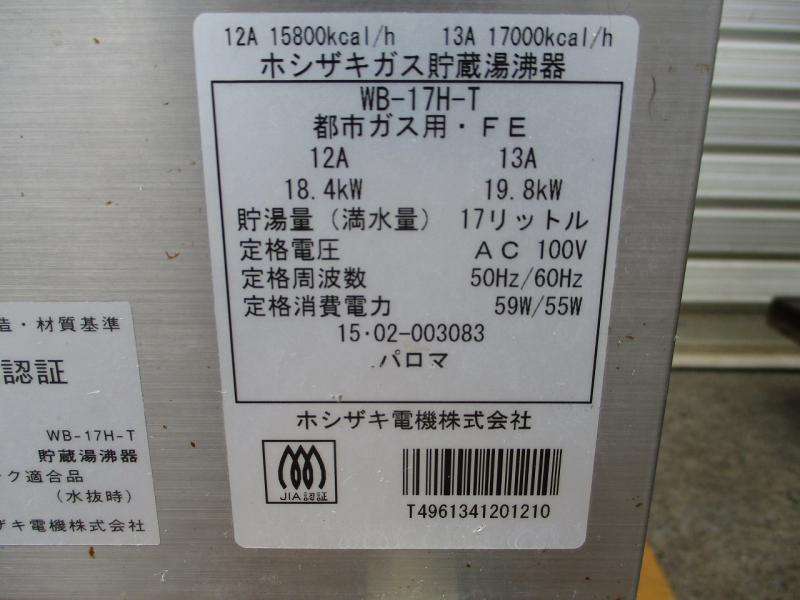 12A 15800kcal/h 13A 17000kcal/h
ホシザキガス貯蔵湯沸器
WB-17H-T
都市ガス用・FE
12A 13A
18.4kW 19.8kW
貯湯量(満水量) 17リットル
定格電圧 AC 100V
定格周波数 50Hz/60Hz
定格消費電力 59W/55W
15・02-003083
パロマ
ホシザキ電機株式会社
JIA認証
T4961341201210
造・材質基準
認証
WB-17H-T
貯蔵湯沸器
ク適合品
(水抜時)
ザキ電機株式会社